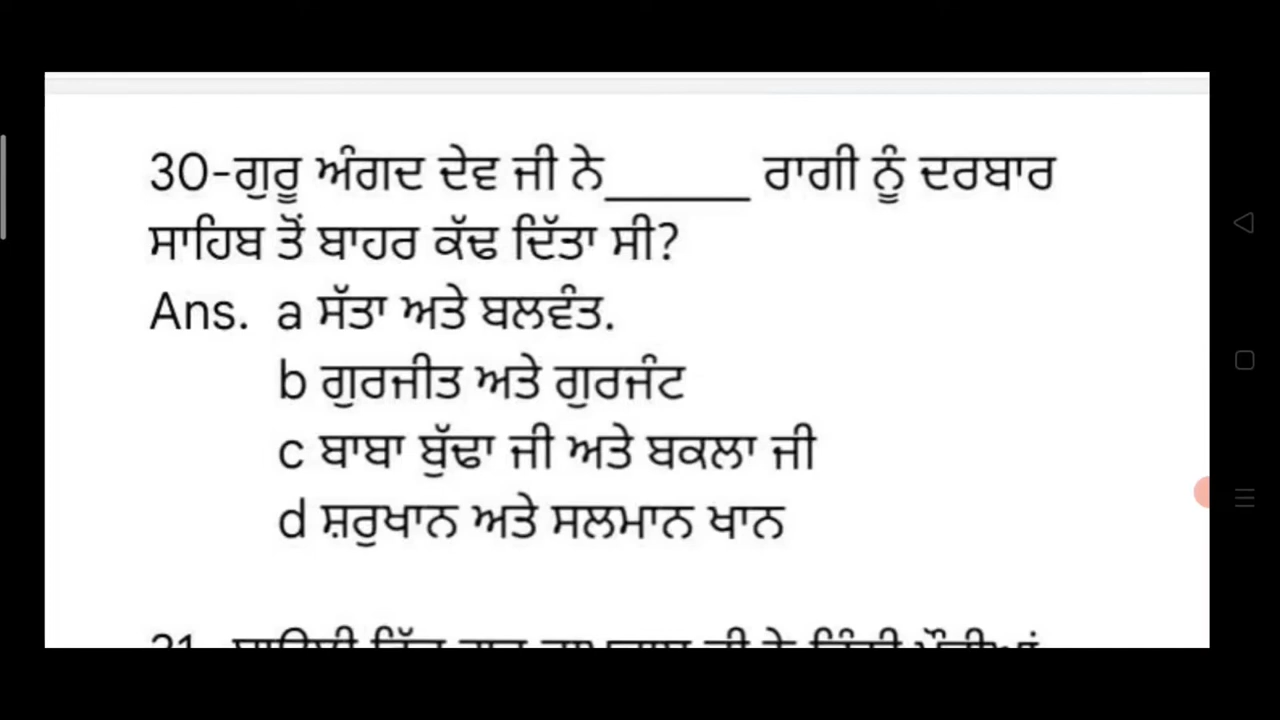 30-ਗੁਰੂ ਅੰਗਦ ਦੇਵ ਜੀ ਨੇ______ ਰਾਗੀ ਨੂੰ ਦਰਬਾਰ
ਸਾਹਿਬ ਤੋਂ ਬਾਹਰ ਕੱਢ ਦਿੱਤਾ ਸੀ?
Ans. a ਸੱਤਾ ਅਤੇ ਬਲਵੰਤ.
b ਗੁਰਜੀਤ ਅਤੇ ਗੁਰਜੰਟ
c ਬਾਬਾ ਬੁੱਢਾ ਜੀ ਅਤੇ ਬਕਲਾ ਜੀ
d ਸ਼ਰੁਖਾਨ ਅਤੇ ਸਲਮਾਨ ਖਾਨ